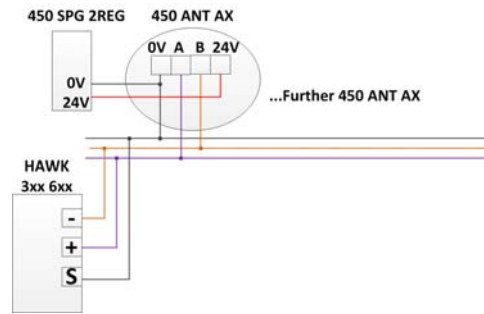 450 SPG 2REG
450 ANT AX
0V A B 24V
0V
24V
...Further 450 ANT AX
HAWK
3xx 6xx
-
+
S